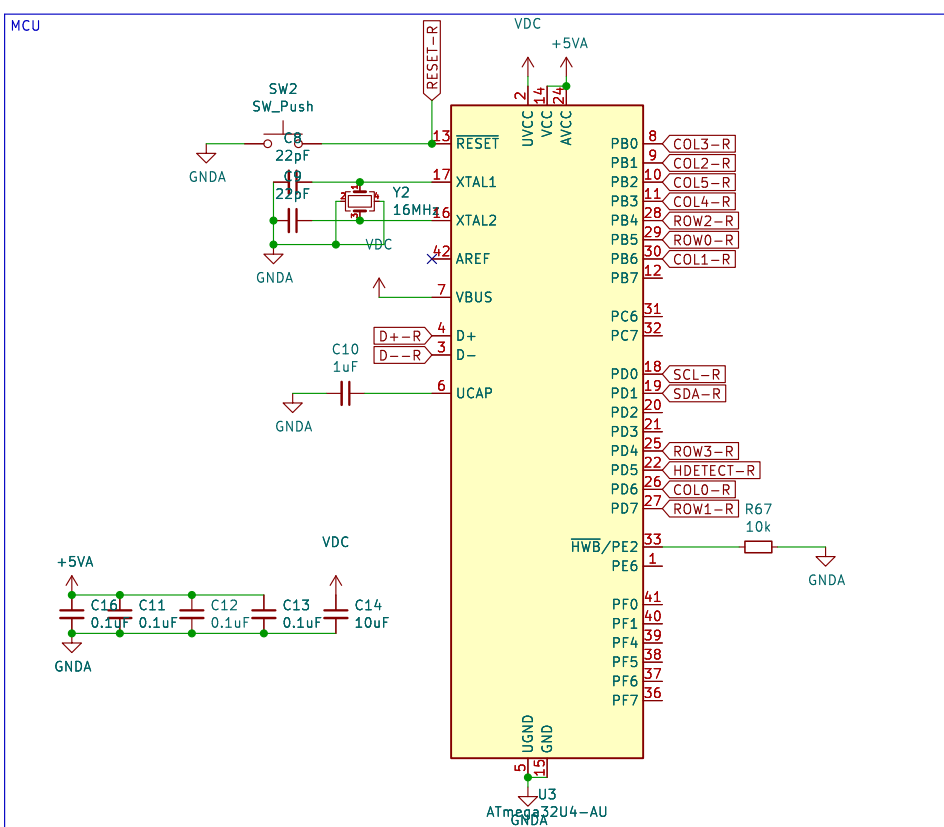 MCU
VDC
+5VA
RESET-R
SW2
SW_Push
C8
22pF
GNDA
C9
22pF
Y2
16MHz
1
2
3
4
GNDA
VDC
C10
1uF
GNDA
D+-R
D--R
13 RESET
17 XTAL1
16 XTAL2
42 AREF
7 VBUS
4 D+
3 D-
6 UCAP
2 UVCC
14 VCC
24 AVCC
PB0 8 COL3-R
PB1 9 COL2-R
PB2 10 COL5-R
PB3 11 COL4-R
PB4 28 ROW2-R
PB5 29 ROW0-R
PB6 30 COL1-R
PB7 12
PC6 31
PC7 32
PD0 18 SCL-R
PD1 19 SDA-R
PD2 20
PD3 21
PD4 25 ROW3-R
PD5 22 HDETECT-R
PD6 26 COL0-R
PD7 27 ROW1-R
R67
10k
HWB/PE2 33
PE6 1
GNDA
PF0 41
PF1 40
PF4 39
PF5 38
PF6 37
PF7 36
+5VA
VDC
C16
0.1uF
C11
0.1uF
C12
0.1uF
C13
0.1uF
C14
10uF
GNDA
5 UGND
15 GND
U3
ATmega32U4-AU
GNDA